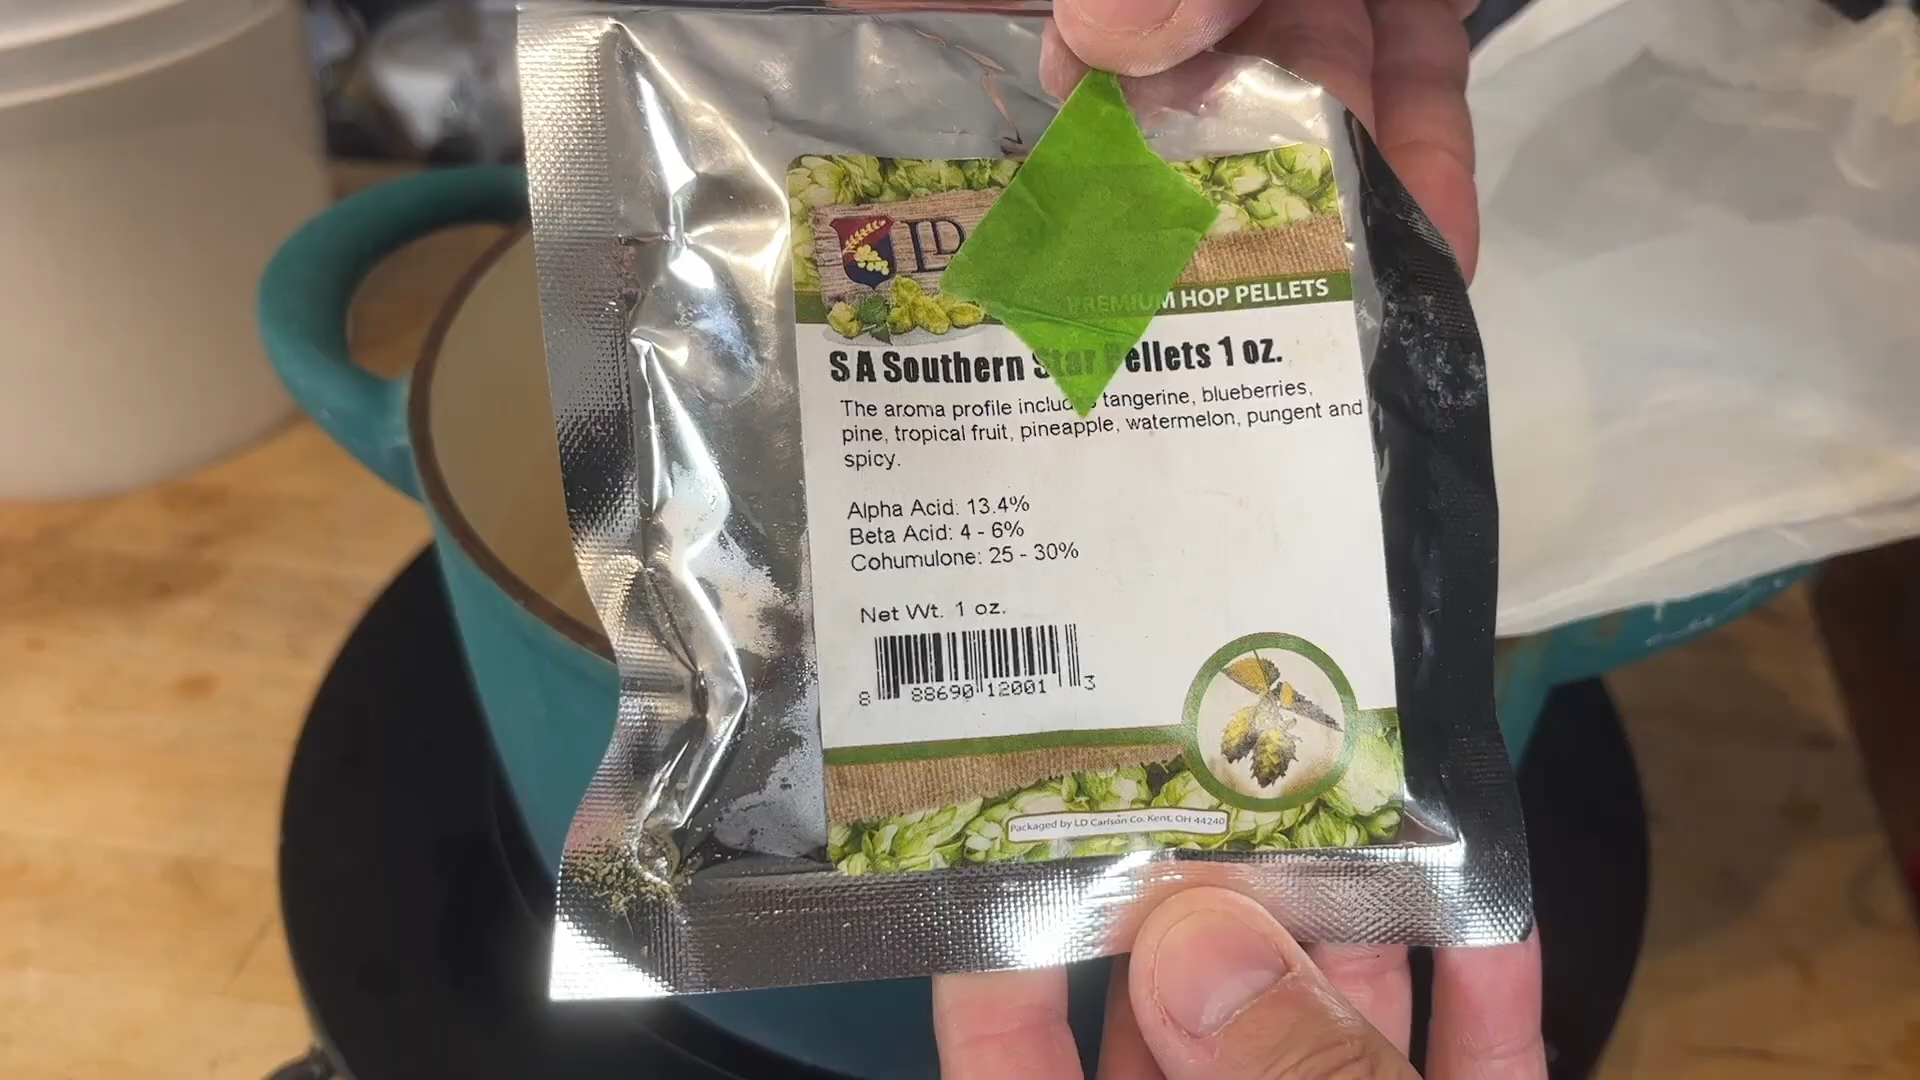 LD
PREMIUM HOP PELLETS
S A Southern Star Pellets 1 oz.
The aroma profile includes tangerine, blueberries,
pine, tropical fruit, pineapple, watermelon, pungent and
spicy.
Alpha Acid: 13.4%
Beta Acid: 4 - 6%
Cohumulone: 25 - 30%
Net Wt. 1 oz.
8 88690 12001 3
Packaged by LD Carlson Co. Kent, OH 44240